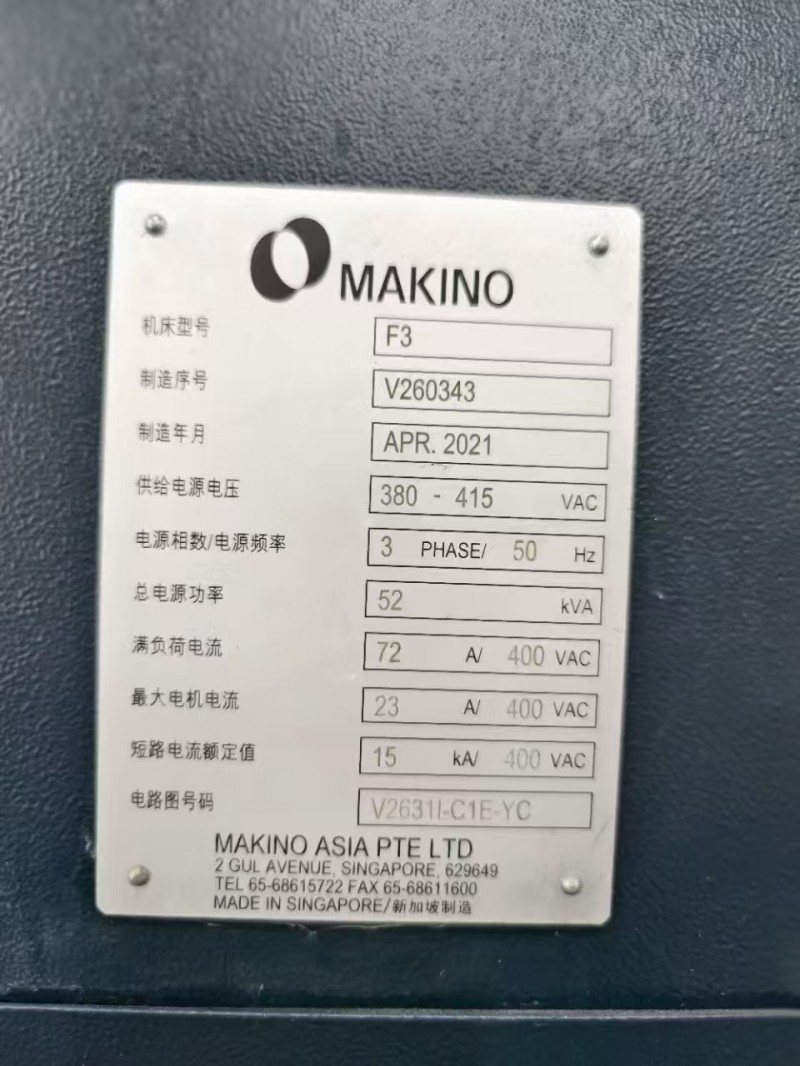 MAKINO
机床型号 F3
制造序号 V260343
制造年月 APR. 2021
供给电源电压 380 - 415 VAC
电源相数/电源频率 3 PHASE/ 50 Hz
总电源功率 52 kVA
满负荷电流 72 A/ 400 VAC
最大电机电流 23 A/ 400 VAC
短路电流额定值 15 kA/ 400 VAC
电路图号码 V2631I-C1E-YC
MAKINO ASIA PTE LTD
2 GUL AVENUE, SINGAPORE, 629649
TEL 65-68615722 FAX 65-68611600
MADE IN SINGAPORE/新加坡制造